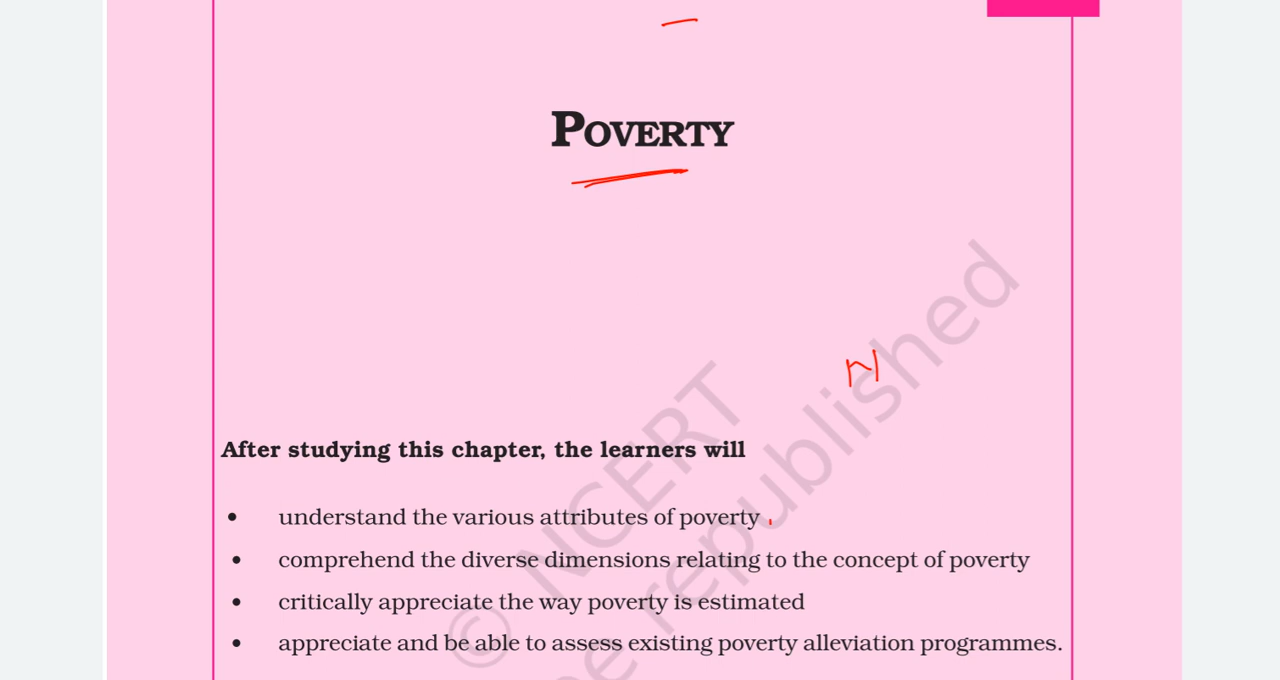 POVERTY
After studying this chapter, the learners will
• understand the various attributes of poverty
• comprehend the diverse dimensions relating to the concept of poverty
• critically appreciate the way poverty is estimated
• appreciate and be able to assess existing poverty alleviation programmes.
© NCERT
be republished